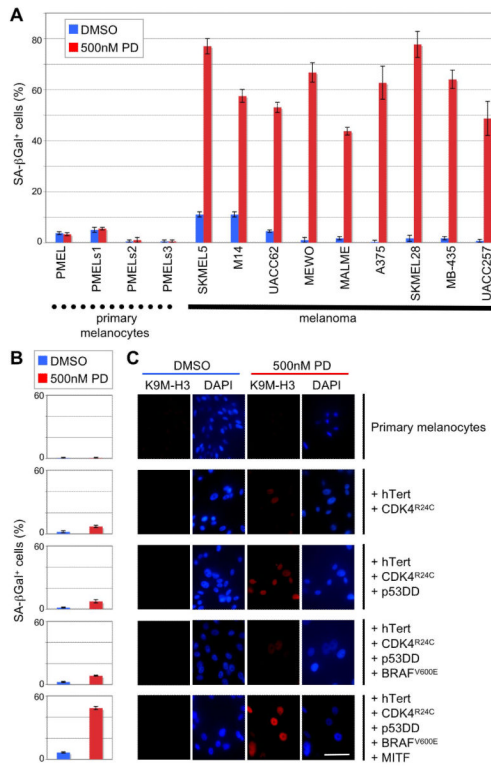 A
DMSO
500nM PD
SA-βGal⁺ cells (%)
80
60
40
20
0
PMEL
PMELs1
PMELs2
PMELs3
SKMEL5
M14
UACC62
MEWO
MALME
A375
SKMEL28
MB-435
UACC257
primary
melanocytes
melanoma
B
DMSO
500nM PD
SA-βGal⁺ cells (%)
60
0
60
0
60
0
60
0
60
0
C
DMSO
500nM PD
K9M-H3
DAPI
K9M-H3
DAPI
Primary melanocytes
+ hTert
+ CDK4ᴿ²⁴ᶜ
+ hTert
+ CDK4ᴿ²⁴ᶜ
+ p53DD
+ hTert
+ CDK4ᴿ²⁴ᶜ
+ p53DD
+ BRAFⱽ⁶⁰⁰ᴱ
+ hTert
+ CDK4ᴿ²⁴ᶜ
+ p53DD
+ BRAFⱽ⁶⁰⁰ᴱ
+ MITF